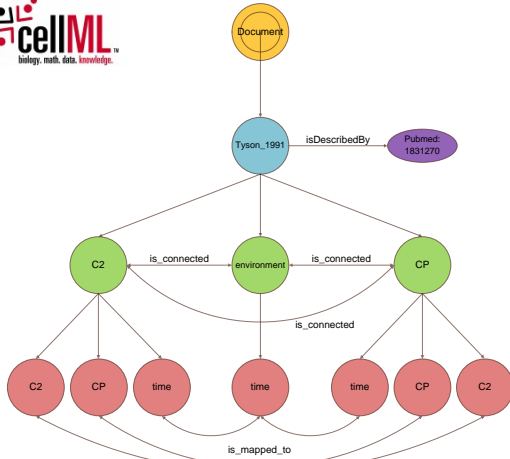 cellML™
biology. math. data. knowledge.
Document
Tyson_1991
isDescribedBy
Pubmed:
1831270
C2
is_connected
environment
is_connected
CP
is_connected
C2
CP
time
time
time
CP
C2
is_mapped_to